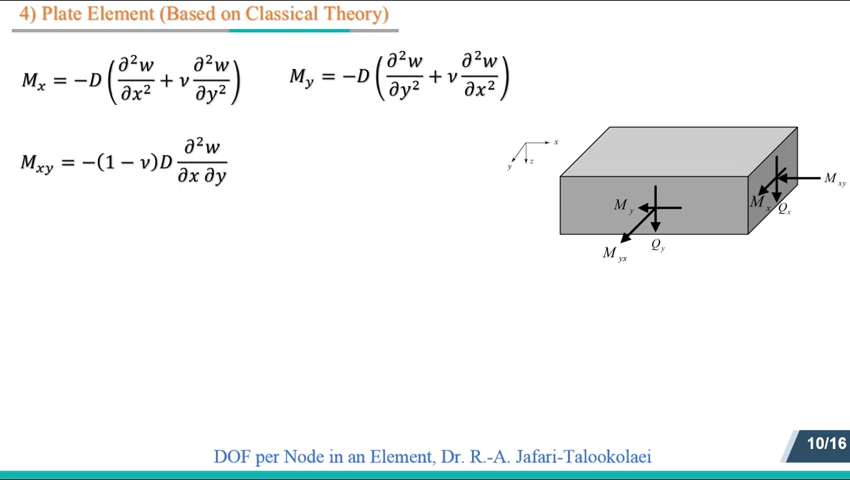 4) Plate Element (Based on Classical Theory)
Mₓ = −D(∂²w/∂x² + ν ∂²w/∂y²)
M_y = −D(∂²w/∂y² + ν ∂²w/∂x²)
M_xy = −(1 − ν)D ∂²w/∂x ∂y
x
y
z
M_xy
M_y
M_x
Q_x
M_yx
Q_y
10/16
DOF per Node in an Element, Dr. R.-A. Jafari-Talookolaei